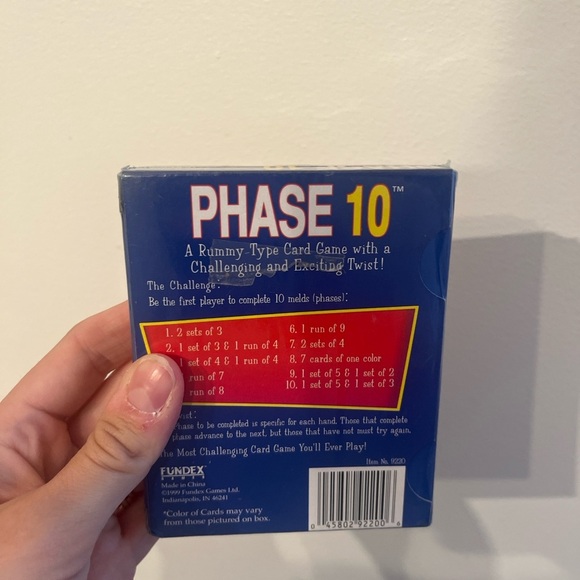 PHASE 10™
A Rummy Type Card Game with a
Challenging and Exciting Twist!
The Challenge:
Be the first player to complete 10 melds (phases):
1. 2 sets of 3
2. 1 set of 3 & 1 run of 4
1 set of 4 & 1 run of 4
run of 7
run of 8
6. 1 run of 9
7. 2 sets of 4
8. 7 cards of one color
9. 1 set of 5 & 1 set of 2
10. 1 set of 5 & 1 set of 3
phase to be completed is specific for each hand. Those that complete
phase advance to the next, but those that have not must try again.
The Most Challenging Card Game You'll Ever Play!
Item No. 9220
FUNDEX
GAMES
Made in China
©1999 Fundex Games Ltd.
Indianapolis, IN 46241
*Color of Cards may vary
from those pictured on box.
0 45802 92200 8